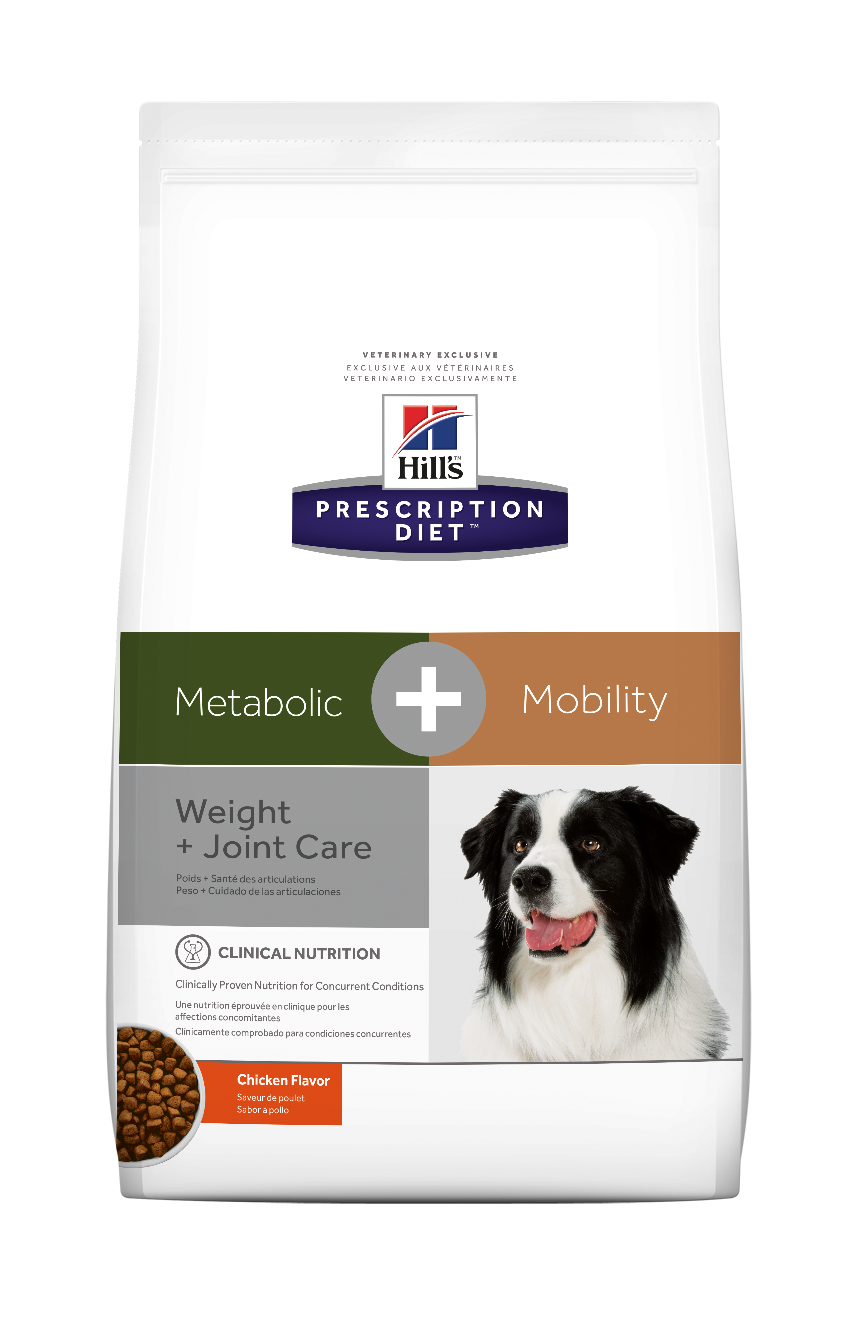 VETERINARY EXCLUSIVE
EXCLUSIVE AUX VÉTÉRINAIRES
VETERINARIO EXCLUSIVAMENTE
Hill's™
PRESCRIPTION
DIET™
Metabolic + Mobility
Weight
+ Joint Care
Poids + Santé des articulations
Peso + Cuidado de las articulaciones
CLINICAL NUTRITION
Clinically Proven Nutrition for Concurrent Conditions
Une nutrition éprouvée en clinique pour les
affections concomitantes
Clínicamente comprobado para condiciones concurrentes
Chicken Flavor
Saveur de poulet
Sabor a pollo